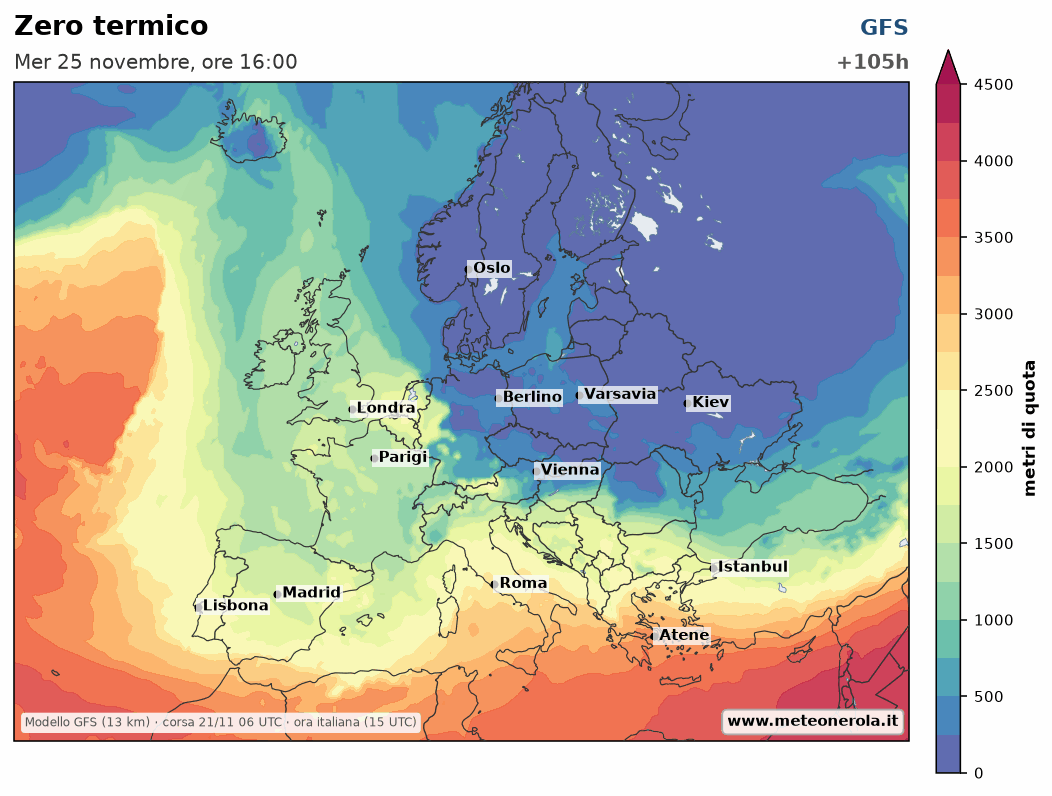 Zero termico
GFS
Mer 25 novembre, ore 16:00
+105h
4500
4000
3500
3000
2500
2000
1500
1000
500
0
metri di quota
Oslo
Berlino
Varsavia
Kiev
Londra
Parigi
Vienna
Istanbul
Roma
Madrid
Lisbona
Atene
Modello GFS (13 km) · corsa 21/11 06 UTC · ora italiana (15 UTC)
www.meteonerola.it